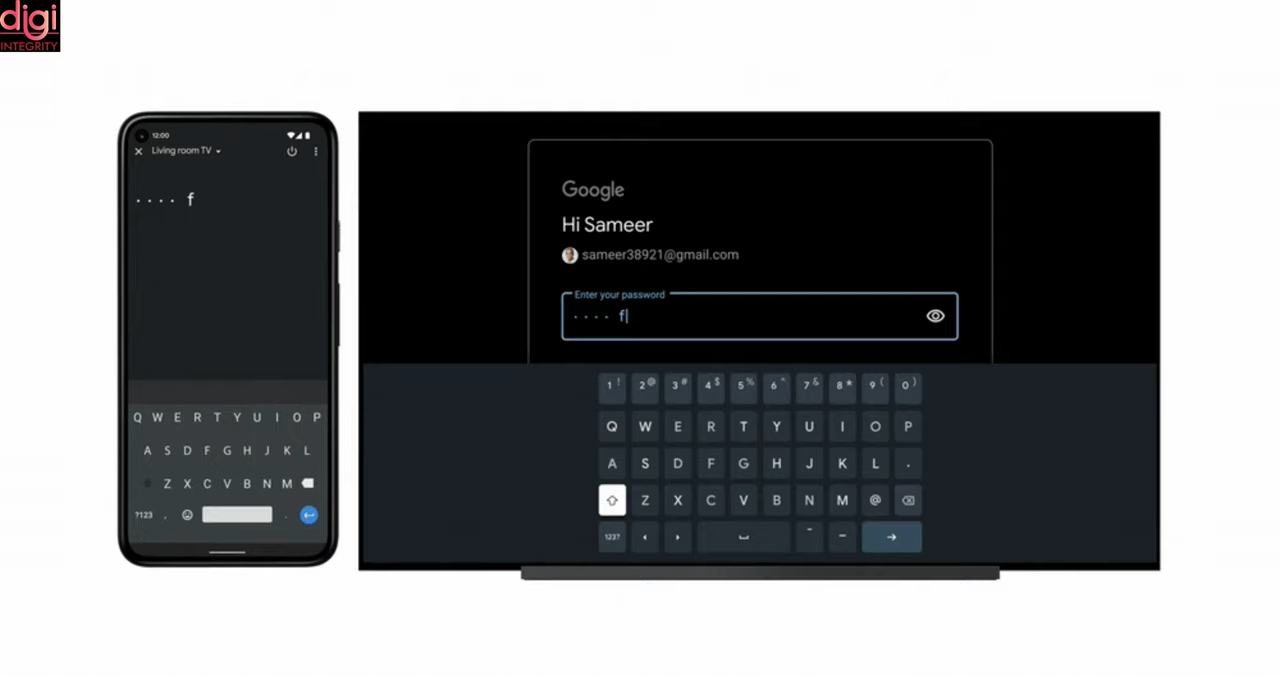 digi
INTEGRITY
12:00
Living room TV
· · · · f
Q W E R T Y U I O P
A S D F G H J K L
Z X C V B N M
?123 , .
Google
Hi Sameer
sameer38921@gmail.com
Enter your password
· · · · f
1 ! 2 @ 3 # 4 $ 5 % 6 ^ 7 & 8 * 9 ( 0 )
Q W E R T Y U I O P
A S D F G H J K L .
Z X C V B N M @
123? - –